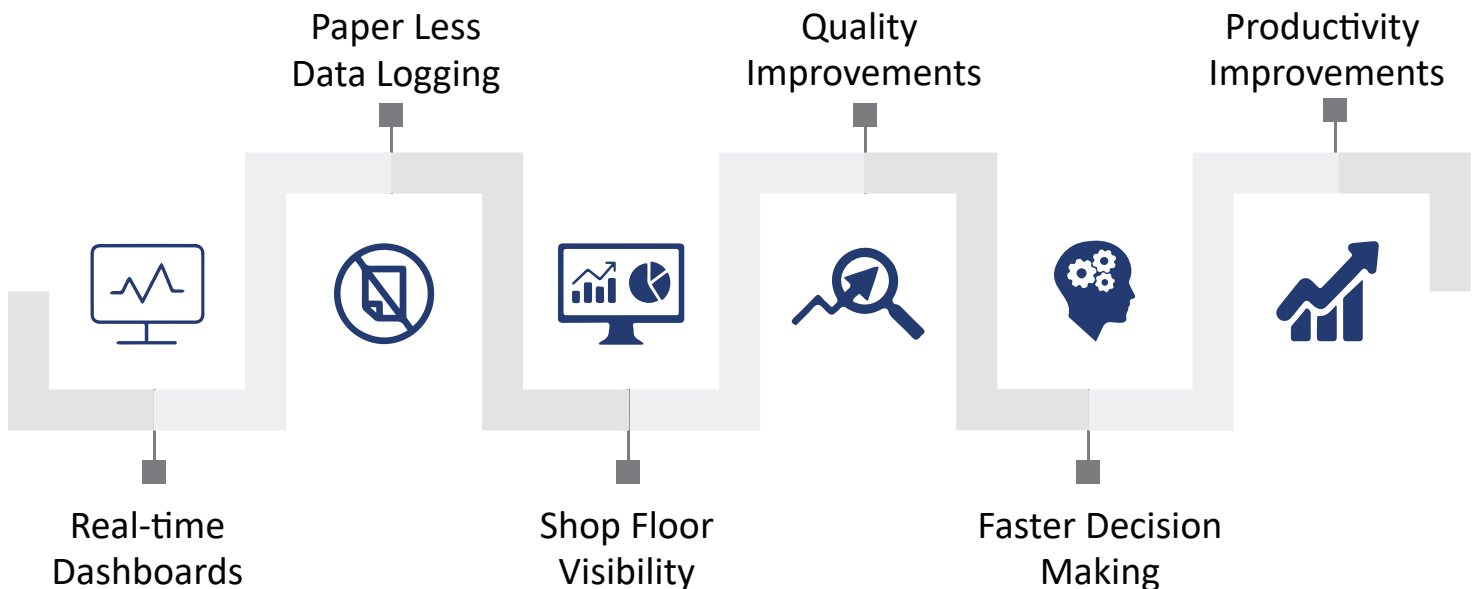 Paper Less
Data Logging
Quality
Improvements
Productivity
Improvements
Real-time
Dashboards
Shop Floor
Visibility
Faster Decision
Making